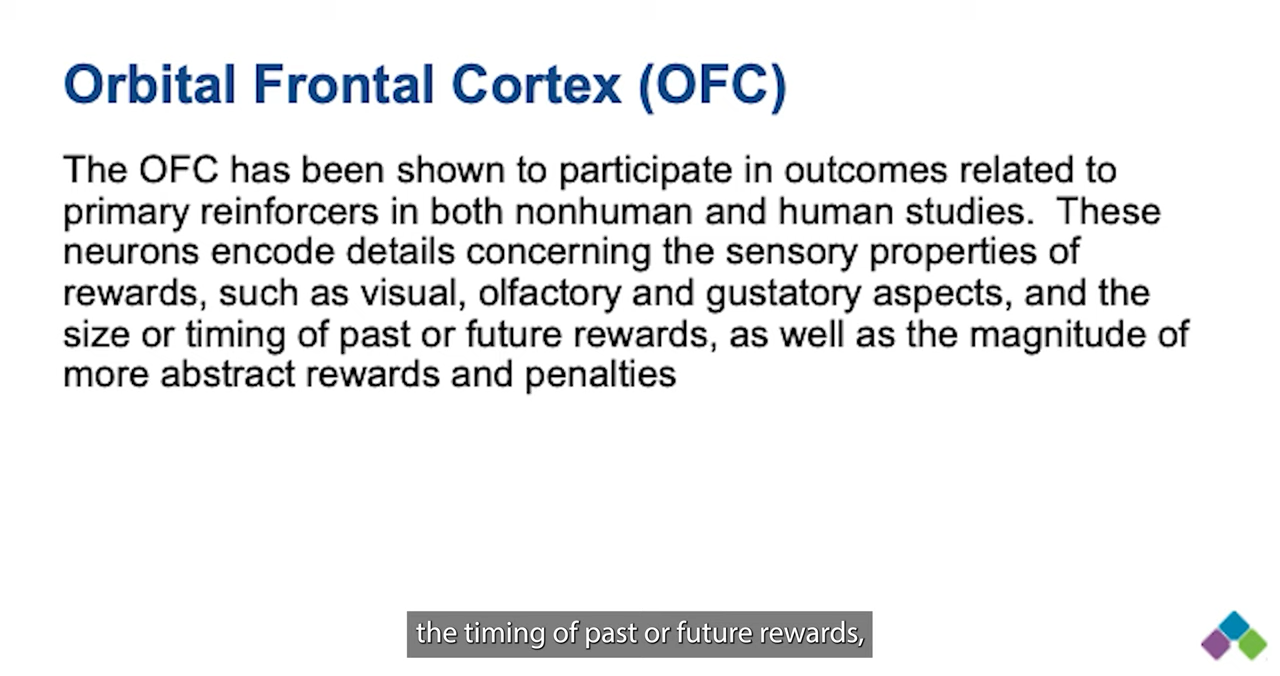 Orbital Frontal Cortex (OFC)
The OFC has been shown to participate in outcomes related to
primary reinforcers in both nonhuman and human studies.  These
neurons encode details concerning the sensory properties of
rewards, such as visual, olfactory and gustatory aspects, and the
size or timing of past or future rewards, as well as the magnitude of
more abstract rewards and penalties
the timing of past or future rewards,